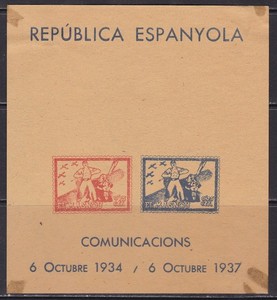 REPÚBLICA ESPANYOLA
COMUNICACIONS
6 OCTUBRE 1934 / 6 OCTUBRE 1937